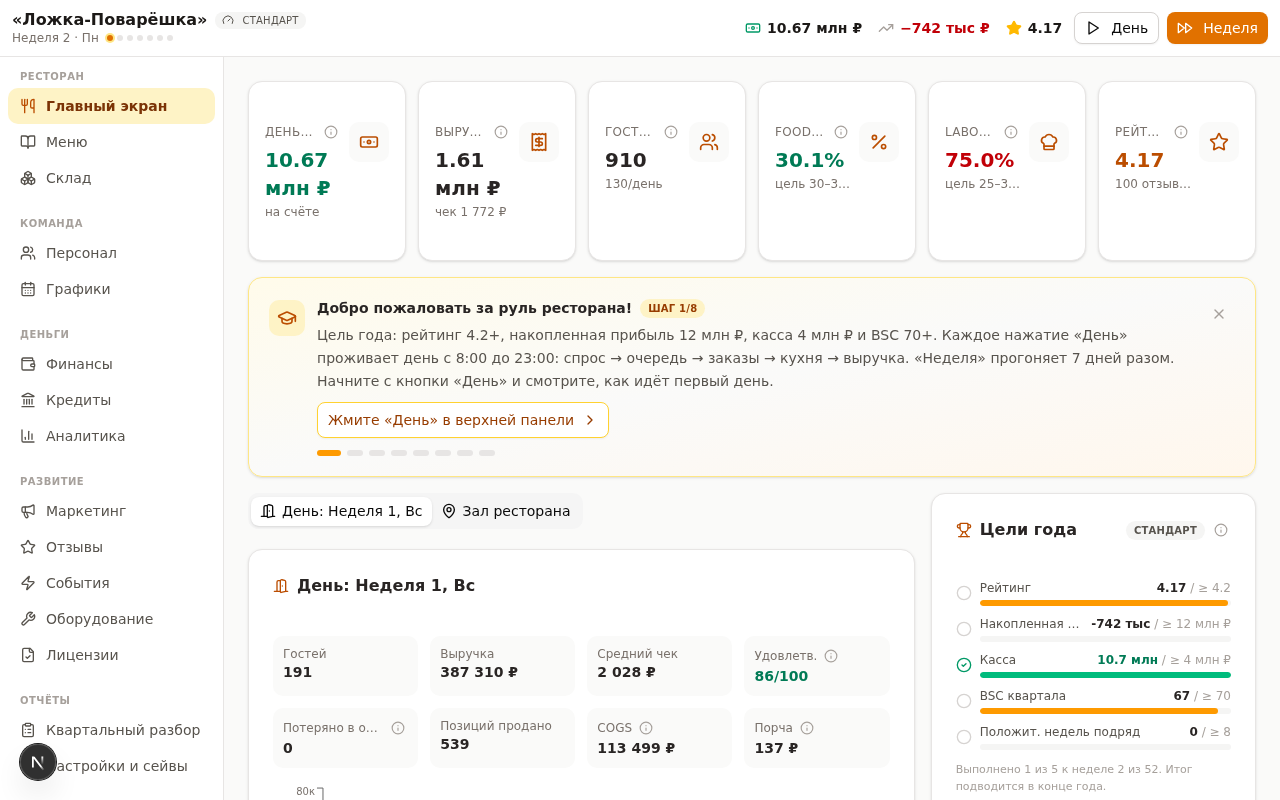 «Ложка-Поварёшка»
СТАНДАРТ
Неделя 2 · Пн
10.67 млн ₽
−742 тыс ₽
4.17
День
Неделя
РЕСТОРАН
Главный экран
Меню
Склад
КОМАНДА
Персонал
Графики
ДЕНЬГИ
Финансы
Кредиты
Аналитика
РАЗВИТИЕ
Маркетинг
Отзывы
События
Оборудование
Лицензии
ОТЧЁТЫ
Квартальный разбор
астройки и сейвы
N
ДЕНЬ...
10.67
млн ₽
на счёте
ВЫРУ...
1.61
млн ₽
чек 1 772 ₽
ГОСТ...
910
130/день
FOOD...
30.1%
цель 30–3...
LABO...
75.0%
цель 25–3...
РЕЙТ...
4.17
100 отзыв...
Добро пожаловать за руль ресторана!
ШАГ 1/8
Цель года: рейтинг 4.2+, накопленная прибыль 12 млн ₽, касса 4 млн ₽ и BSC 70+. Каждое нажатие «День»
проживает день с 8:00 до 23:00: спрос → очередь → заказы → кухня → выручка. «Неделя» прогоняет 7 дней разом.
Начните с кнопки «День» и смотрите, как идёт первый день.
Жмите «День» в верхней панели
День: Неделя 1, Вс
Зал ресторана
День: Неделя 1, Вс
Гостей
191
Выручка
387 310 ₽
Средний чек
2 028 ₽
Удовлетв.
86/100
Потеряно в о...
0
Позиций продано
539
COGS
113 499 ₽
Порча
137 ₽
80к
Цели года
СТАНДАРТ
Рейтинг 4.17 / ≥ 4.2
Накопленная ... -742 тыс / ≥ 12 млн ₽
Касса 10.7 млн / ≥ 4 млн ₽
BSC квартала 67 / ≥ 70
Положит. недель подряд 0 / ≥ 8
Выполнено 1 из 5 к неделе 2 из 52. Итог
подводится в конце года.